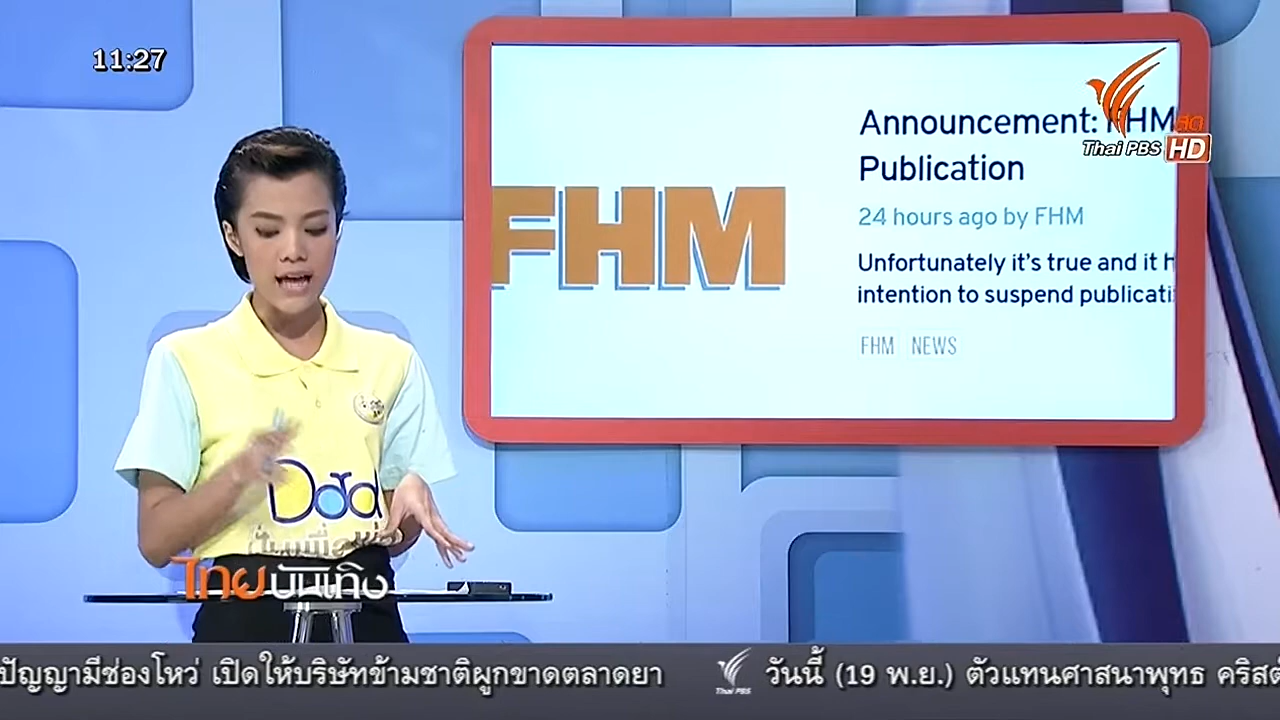 11:27
Announcement: FHM
Publication
24 hours ago by FHM
Unfortunately it's true and it h
intention to suspend publicati
FHM NEWS
FHM
สด
Thai PBS HD
Dad
ไทยบันเทิง
ปัญญามีช่องโหว่ เปิดให้บริษัทข้ามชาติผูกขาดตลาดยา
Thai PBS
วันนี้ (19 พ.ย.) ตัวแทนศาสนาพุทธ คริสต์